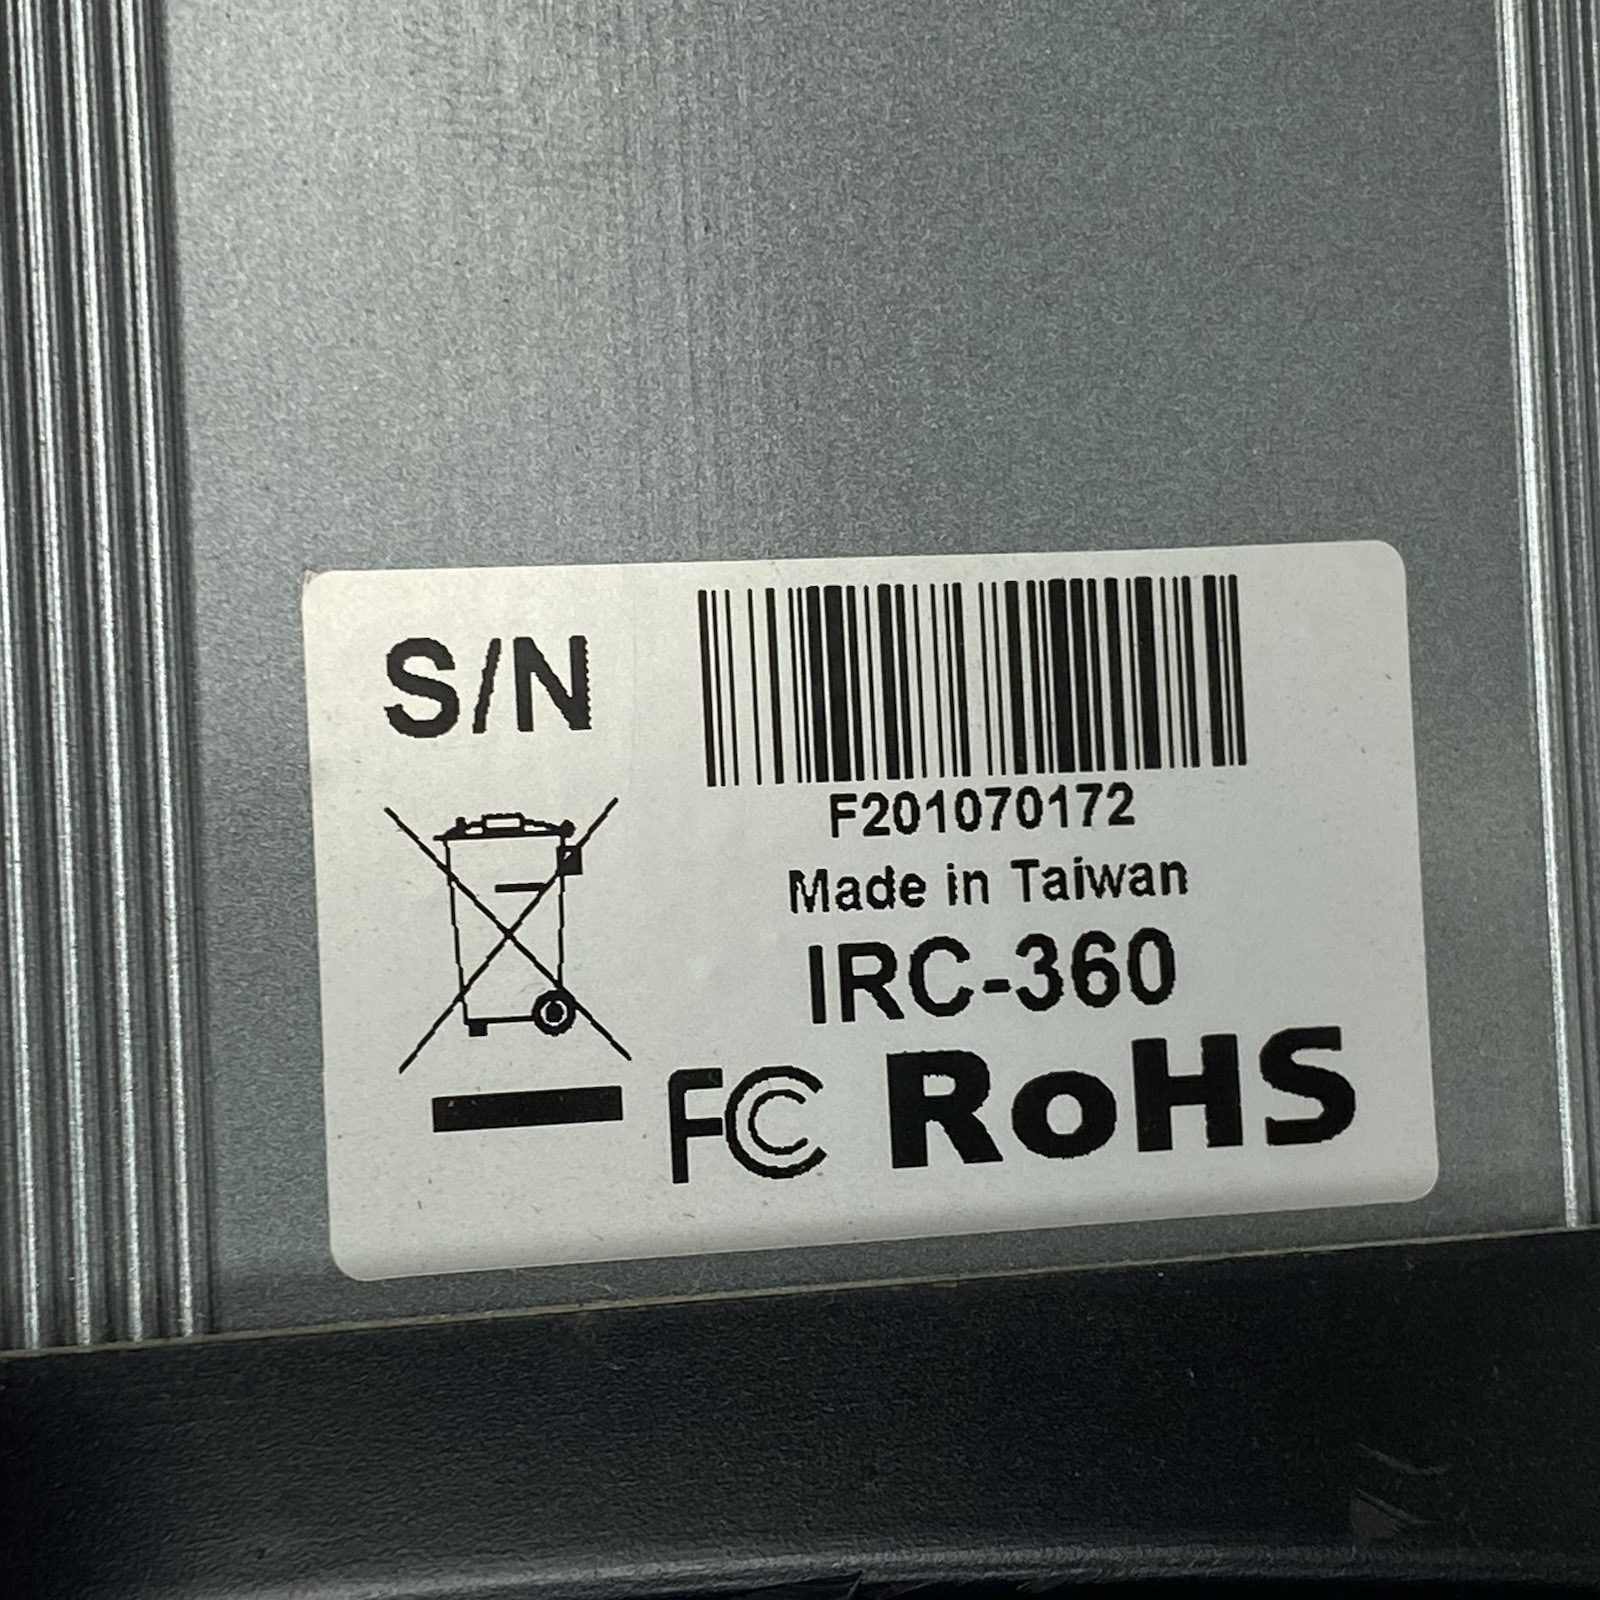 S/N
F201070172
Made in Taiwan
IRC-360
FC RoHS